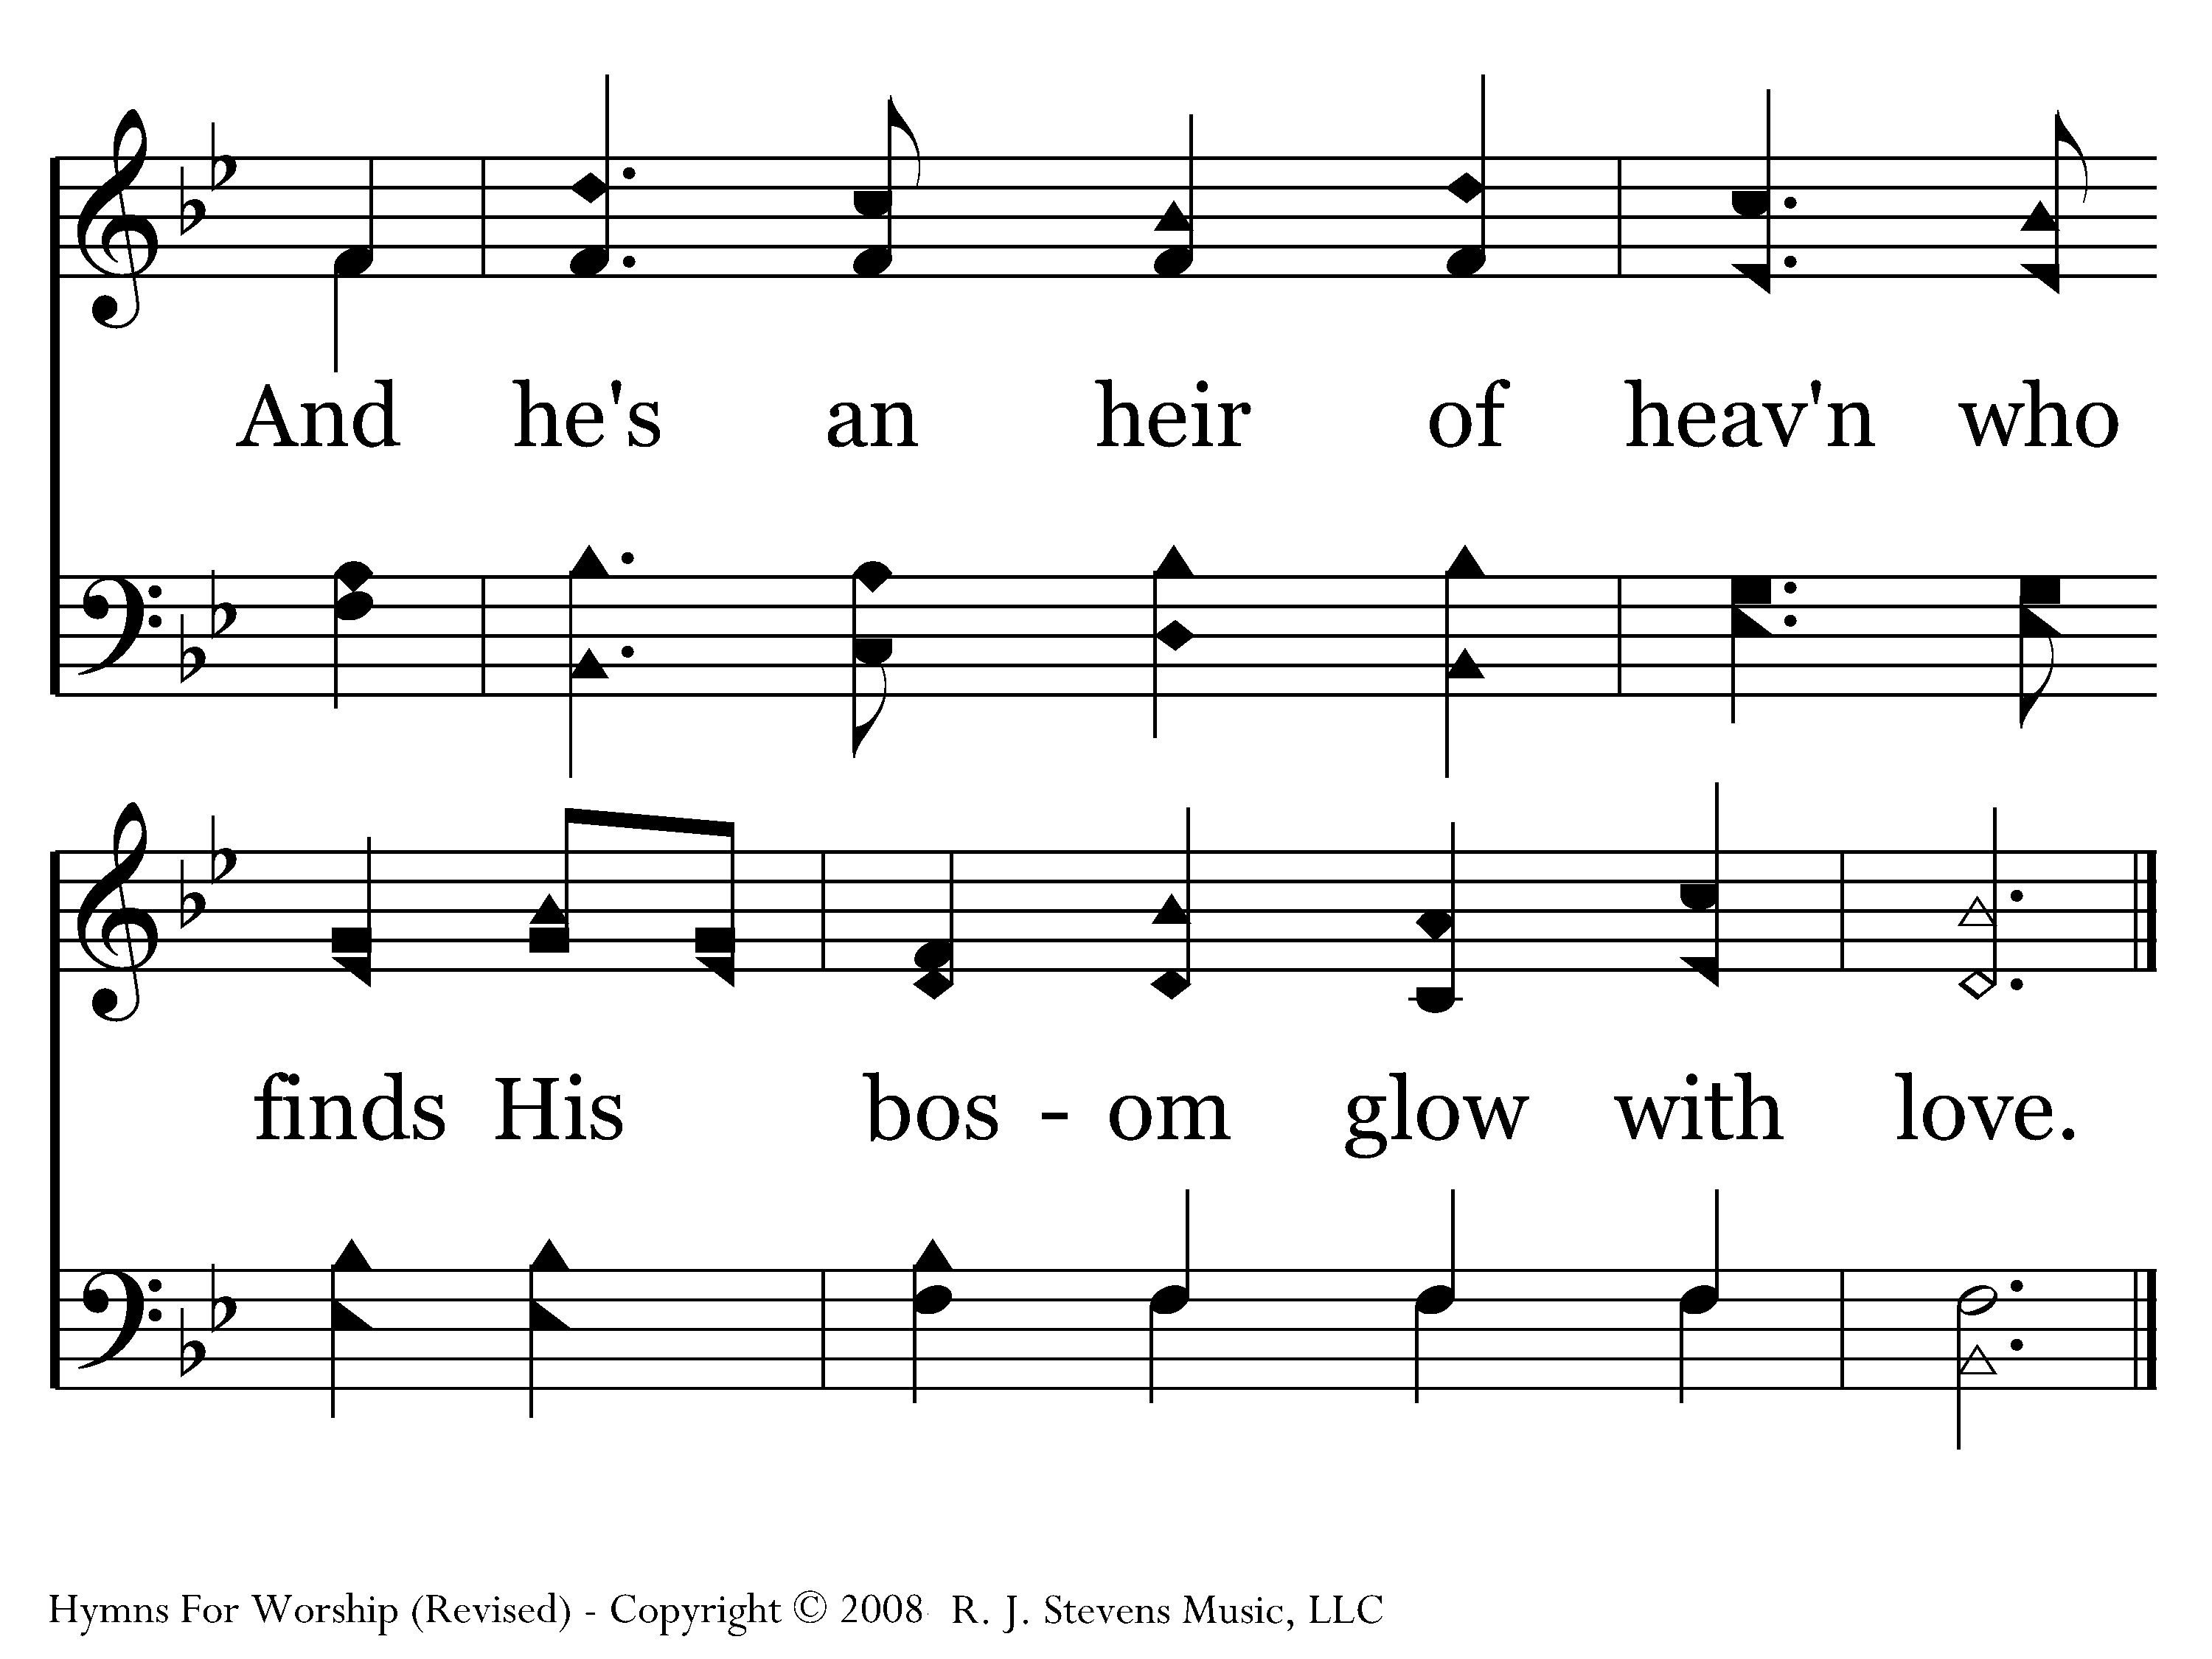 And he's an heir of heav'n who
finds His bos - om glow with love.
Hymns For Worship (Revised) - Copyright © 2008 R. J. Stevens Music, LLC